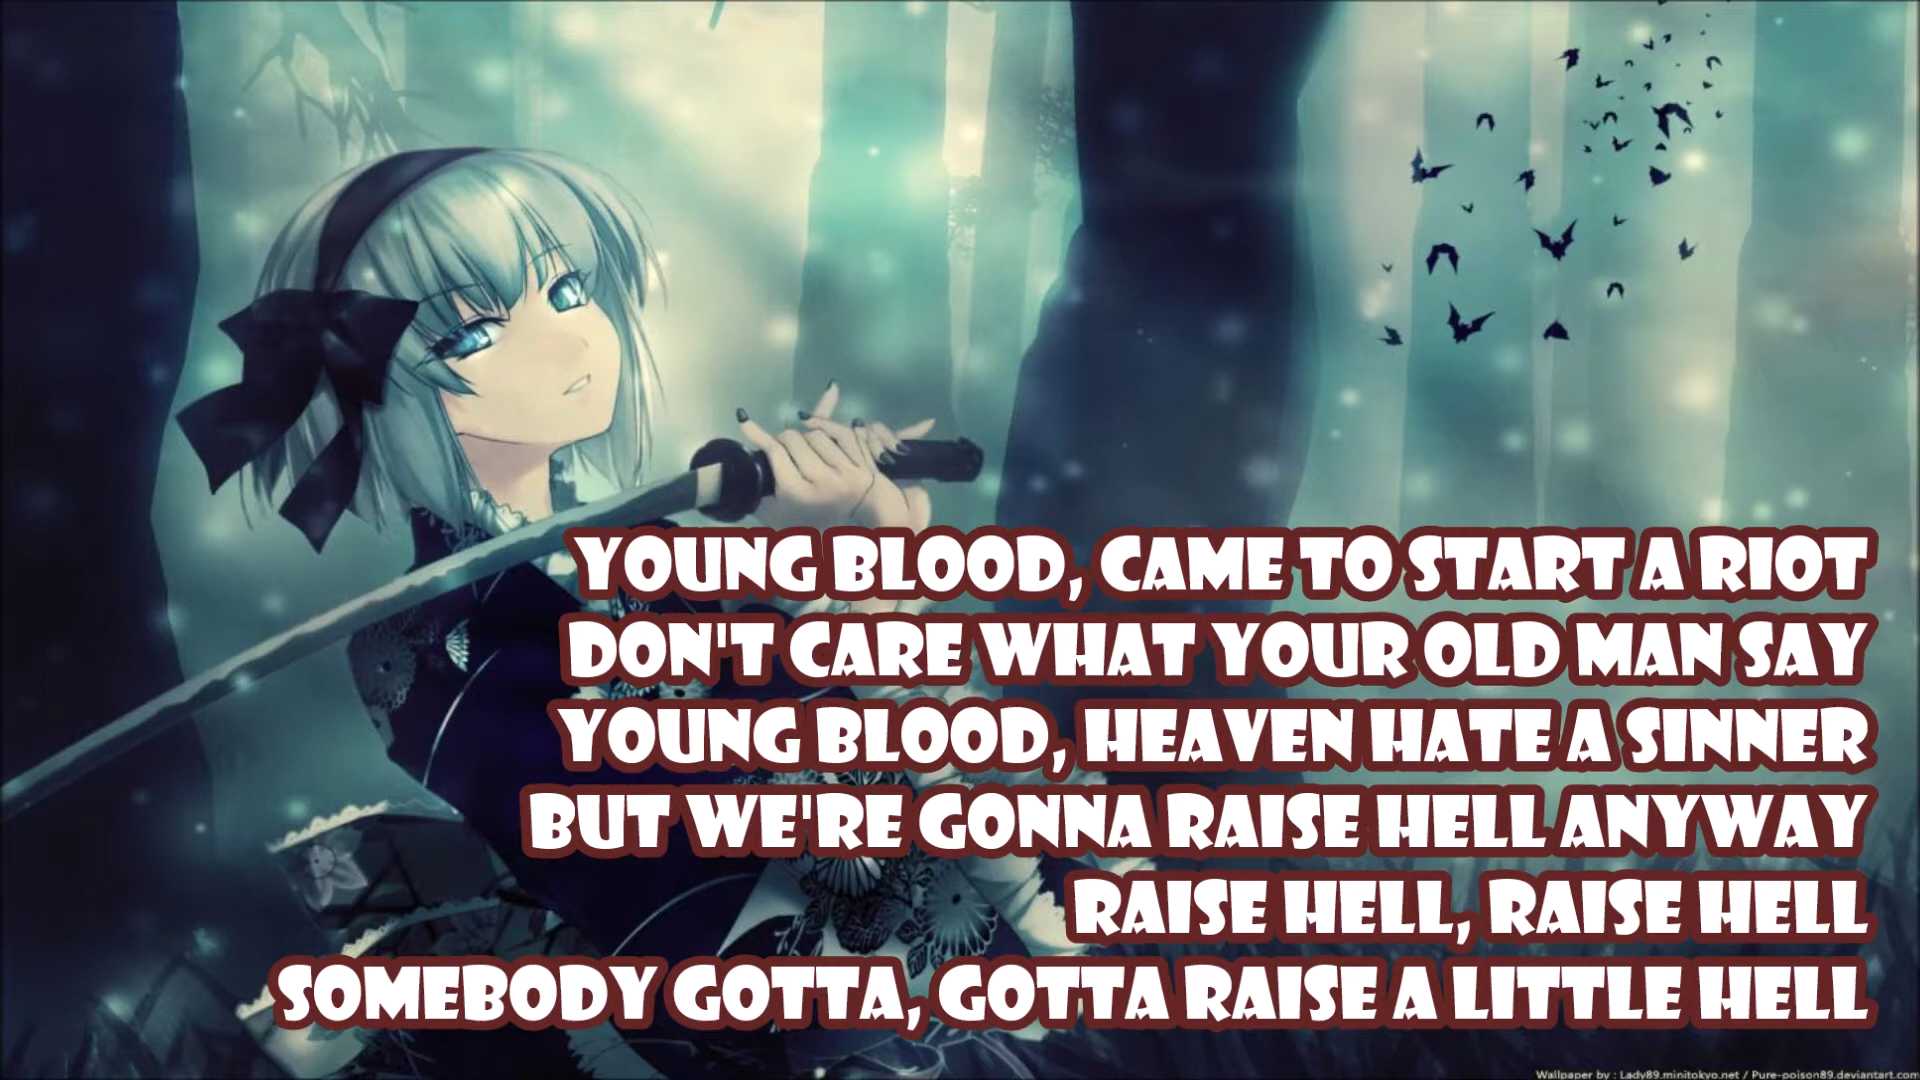 YOUNG BLOOD, CAME TO START A RIOT
DON'T CARE WHAT YOUR OLD MAN SAY
YOUNG BLOOD, HEAVEN HATE A SINNER
BUT WE'RE GONNA RAISE HELL ANYWAY
RAISE HELL, RAISE HELL
SOMEBODY GOTTA, GOTTA RAISE A LITTLE HELL
Wallpaper by : Lady89.minitokyo.net / Pure-poison89.deviantart.com